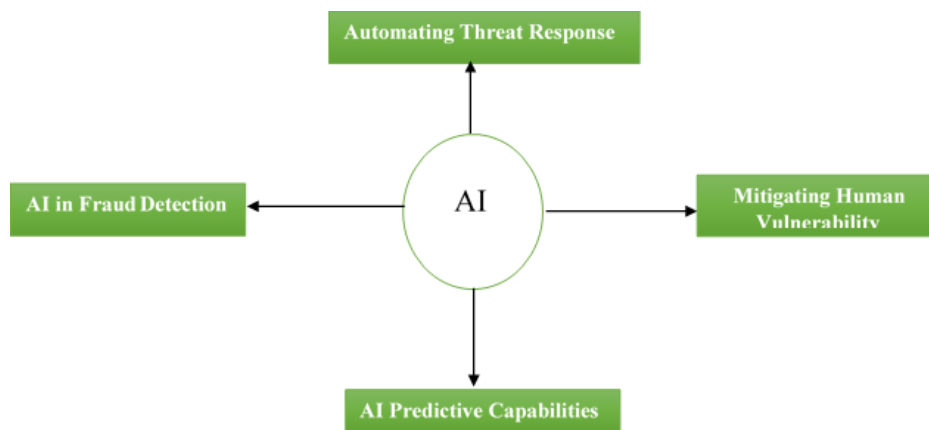 Automating Threat Response
AI
AI in Fraud Detection
Mitigating Human
Vulnerability
AI Predictive Capabilities